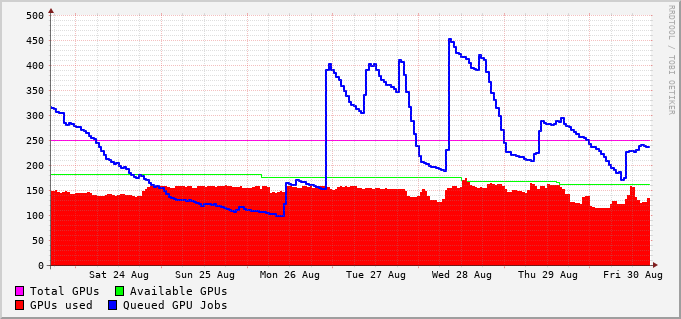 500
450
400
350
300
250
200
150
100
50
0
Sat 24 Aug Sun 25 Aug Mon 26 Aug Tue 27 Aug Wed 28 Aug Thu 29 Aug Fri 30 Aug
Total GPUs Available GPUs
GPUs used Queued GPU Jobs
RRDTOOL / TOBI OETIKER